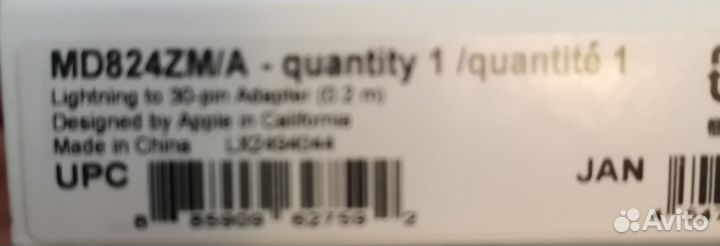 MD824ZM/A - quantity 1 /quantité 1
Lightning to 30-pin Adapter (0.2 m)
Designed by Apple in California
Made in China
UPC
8 85909 62759 2
JAN
Avito